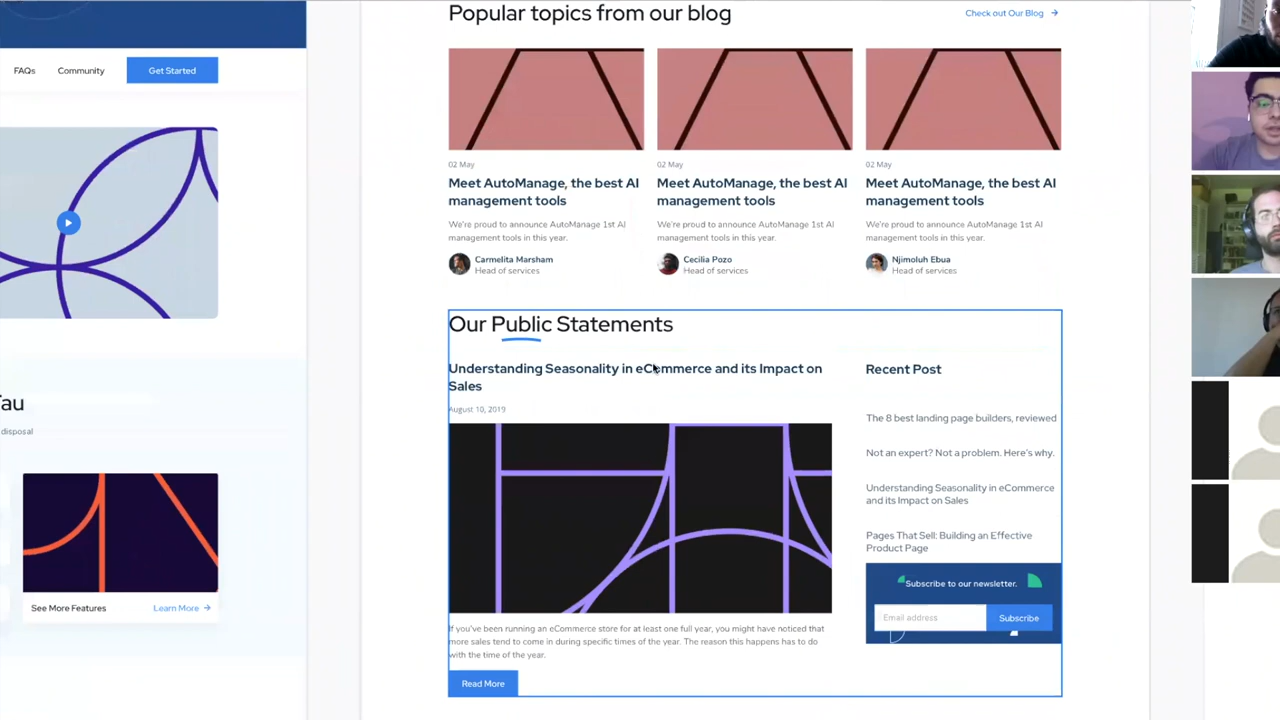 FAQs
Community
Get Started
Tau
disposal
See More Features
Learn More
Popular topics from our blog
Check out Our Blog
02 May
Meet AutoManage, the best AI
management tools
We're proud to announce AutoManage 1st AI
management tools in this year.
Carmelita Marsham
Head of services
02 May
Meet AutoManage, the best AI
management tools
We're proud to announce AutoManage 1st AI
management tools in this year.
Cecilia Pozo
Head of services
02 May
Meet AutoManage, the best AI
management tools
We're proud to announce AutoManage 1st AI
management tools in this year.
Njimoluh Ebua
Head of services
Our Public Statements
Understanding Seasonality in eCommerce and its Impact on
Sales
August 10, 2019
If you've been running an eCommerce store for at least one full year, you might have noticed that
more sales tend to come in during specific times of the year. The reason this happens has to do
with the time of the year.
Read More
Recent Post
The 8 best landing page builders, reviewed
Not an expert? Not a problem. Here's why.
Understanding Seasonality in eCommerce
and its Impact on Sales
Pages That Sell: Building an Effective
Product Page
Subscribe to our newsletter.
Email address
Subscribe